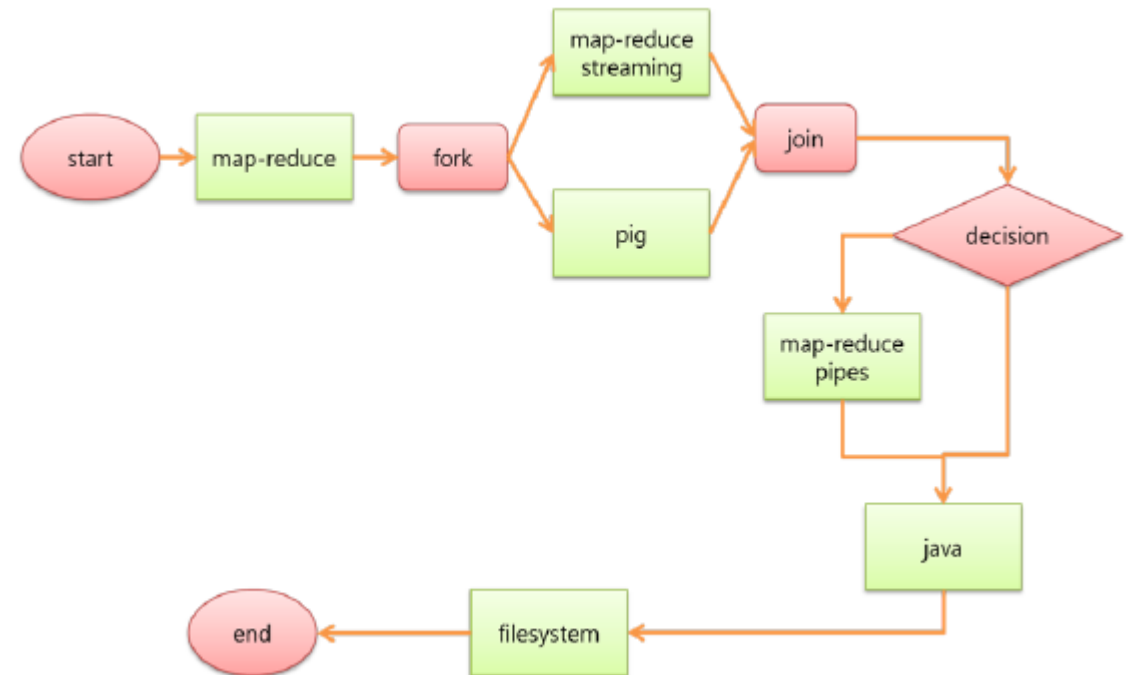 start
map-reduce
fork
map-reduce
streaming
pig
join
decision
map-reduce
pipes
java
filesystem
end